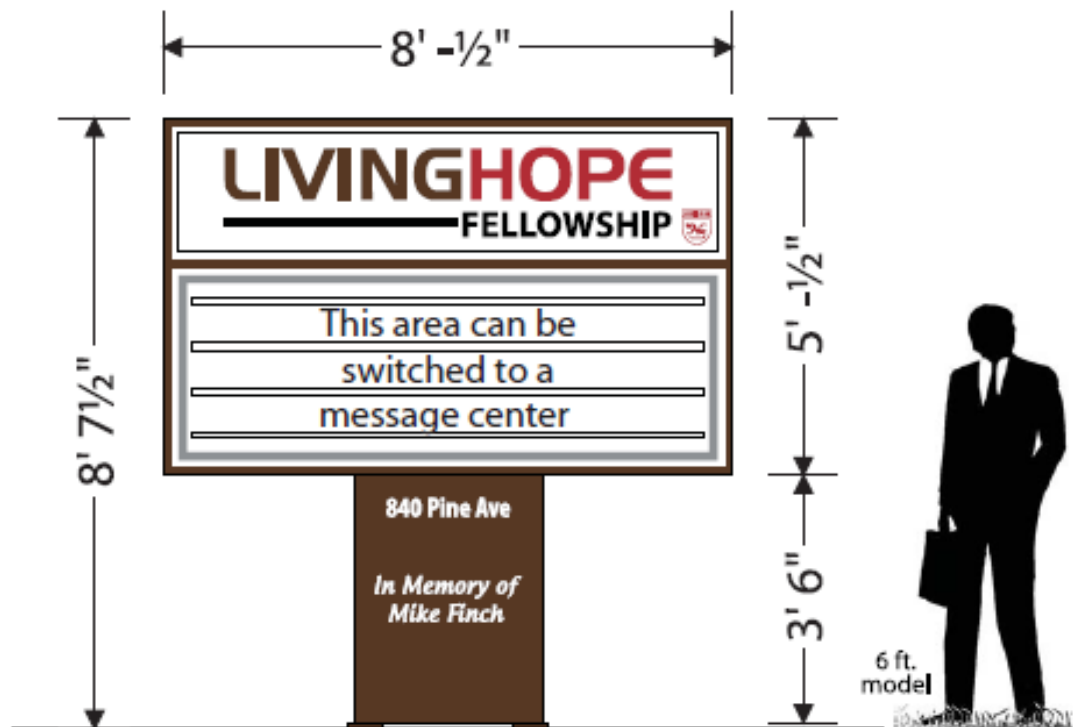 8' -½"
LIVINGHOPE
FELLOWSHIP
This area can be
switched to a
message center
8' 7½"
5' -½"
840 Pine Ave
In Memory of
Mike Finch
3' 6"
6 ft.
model